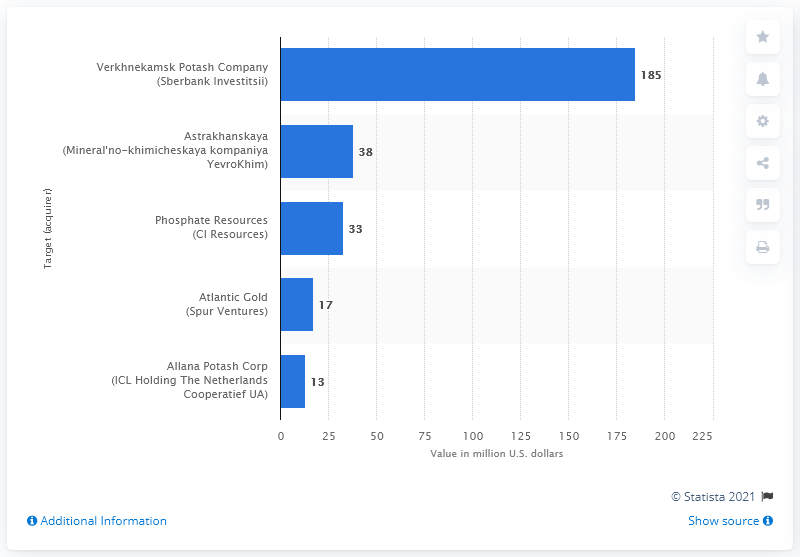 Verkhnekamsk Potash Company
(Sberbank Investitsii)
185
Astrakhanskaya
(Mineral'no-khimicheskaya kompaniya
YevroKhim)
38
Phosphate Resources
(CI Resources)
33
Atlantic Gold
(Spur Ventures)
17
Allana Potash Corp
(ICL Holding The Netherlands
Cooperatief UA)
13
Target (acquirer)
0 25 50 75 100 125 150 175 200 225
Value in million U.S. dollars
© Statista 2021
Additional Information
Show source